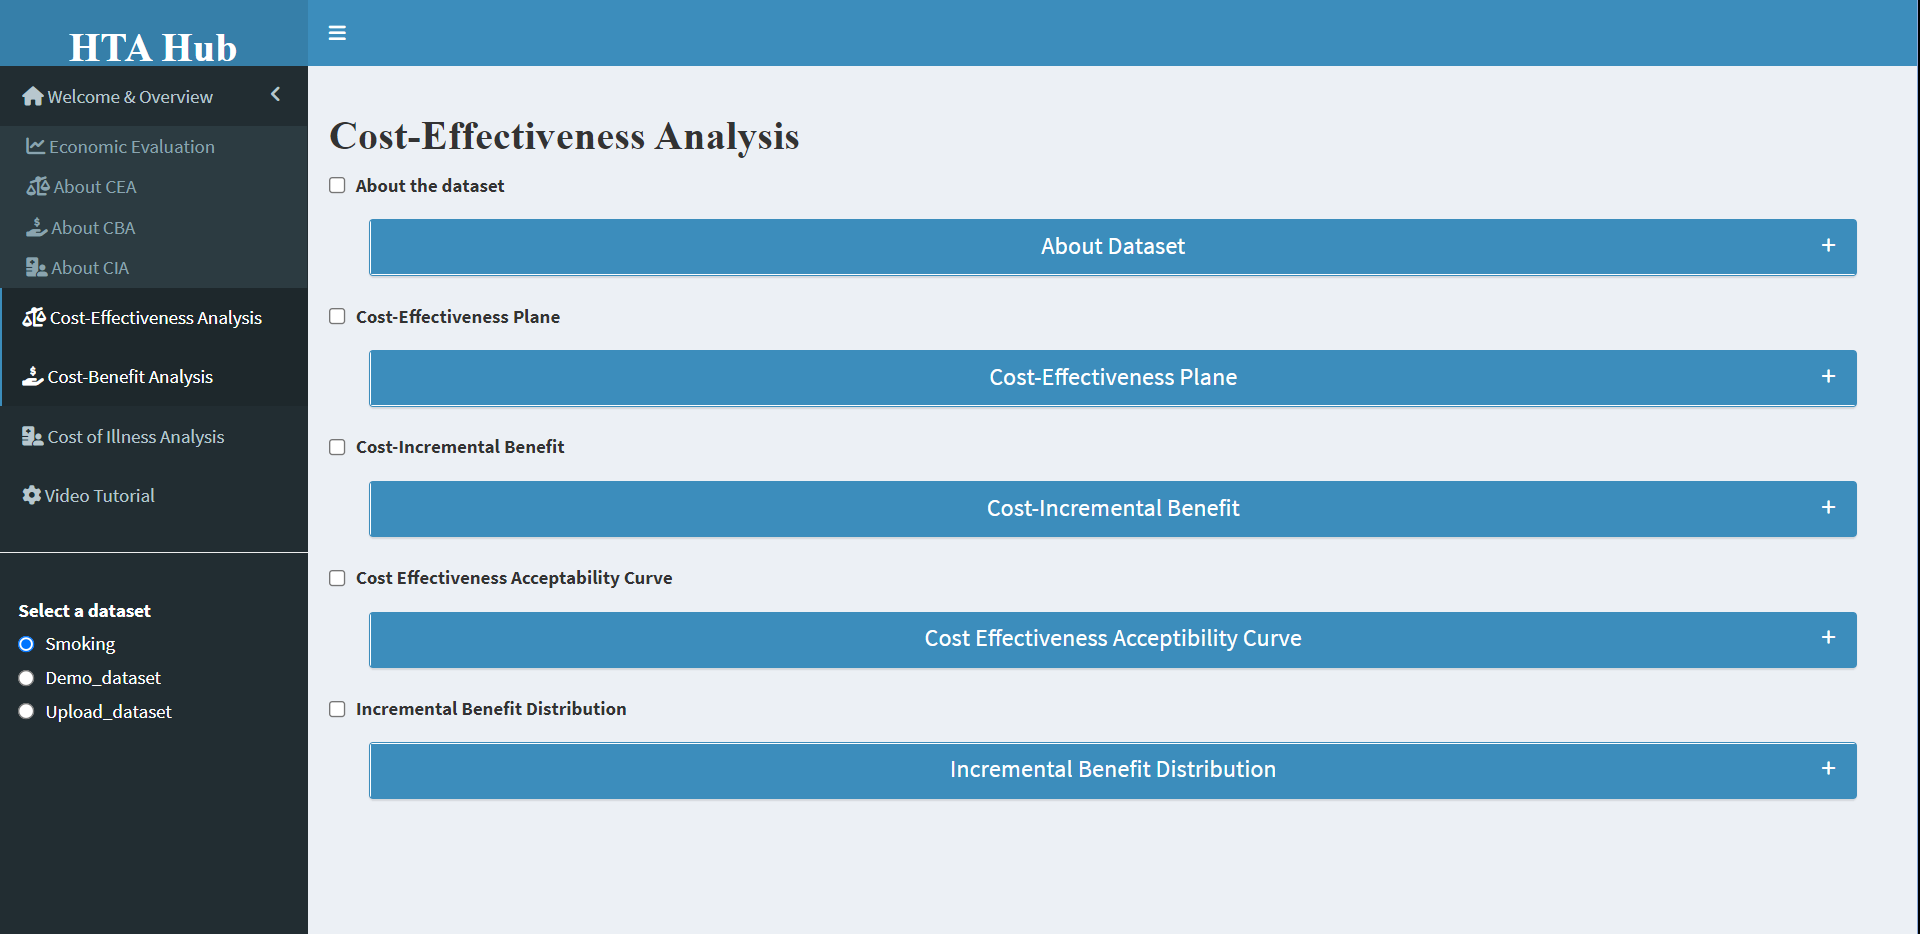 HTA Hub
Welcome & Overview
Economic Evaluation
About CEA
About CBA
About CIA
Cost-Effectiveness Analysis
Cost-Benefit Analysis
Cost of Illness Analysis
Video Tutorial
Select a dataset
Smoking
Demo_dataset
Upload_dataset
Cost-Effectiveness Analysis
About the dataset
About Dataset
Cost-Effectiveness Plane
Cost-Effectiveness Plane
Cost-Incremental Benefit
Cost-Incremental Benefit
Cost Effectiveness Acceptability Curve
Cost Effectiveness Acceptibility Curve
Incremental Benefit Distribution
Incremental Benefit Distribution